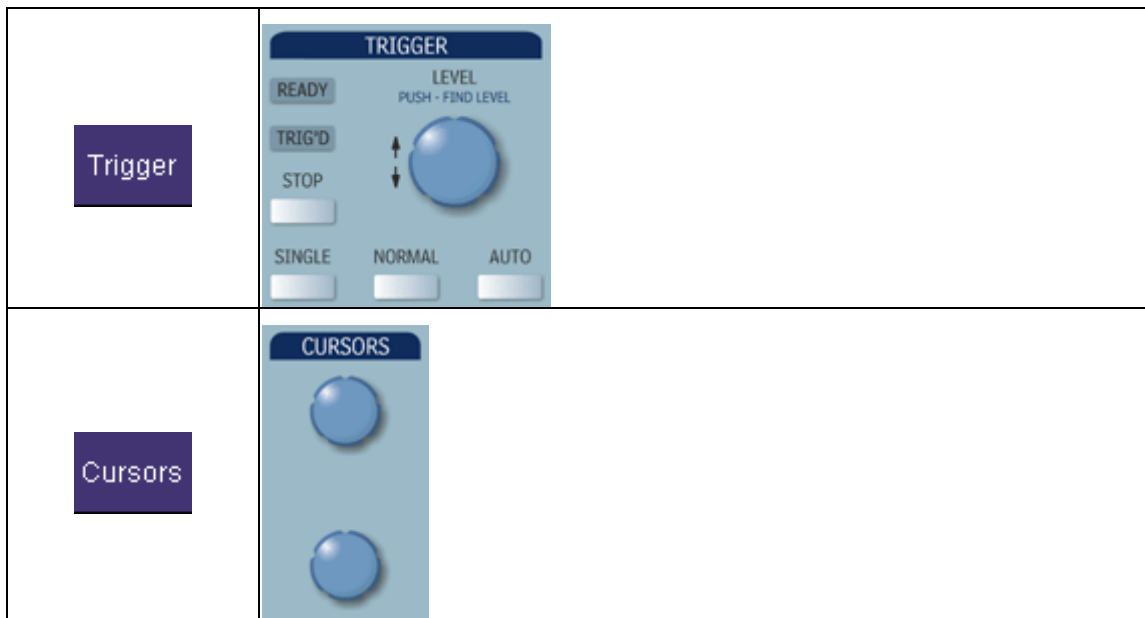 Trigger
TRIGGER
LEVEL
PUSH - FIND LEVEL
READY
TRIG'D
STOP
SINGLE NORMAL AUTO
Cursors
CURSORS